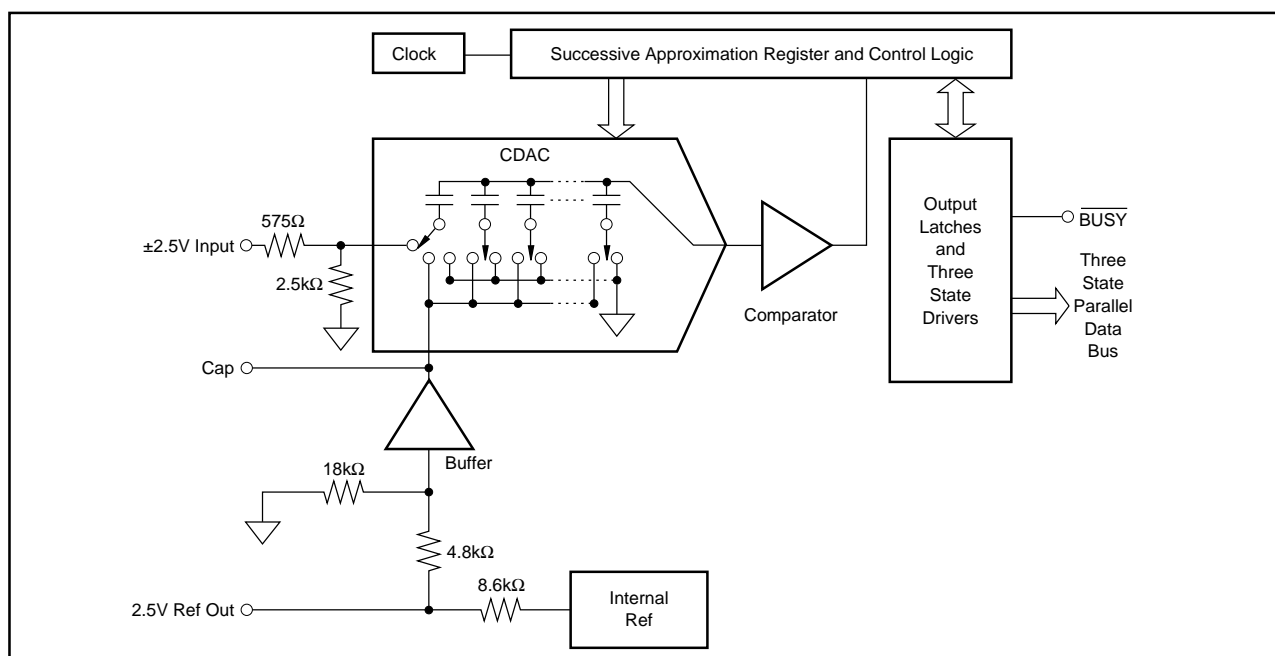 Clock
Successive Approximation Register and Control Logic
CDAC
575Ω
±2.5V Input
2.5kΩ
Comparator
Output
Latches
and
Three
State
Drivers
B̅U̅S̅Y̅
Three
State
Parallel
Data
Bus
Cap
Buffer
18kΩ
4.8kΩ
2.5V Ref Out
8.6kΩ
Internal
Ref